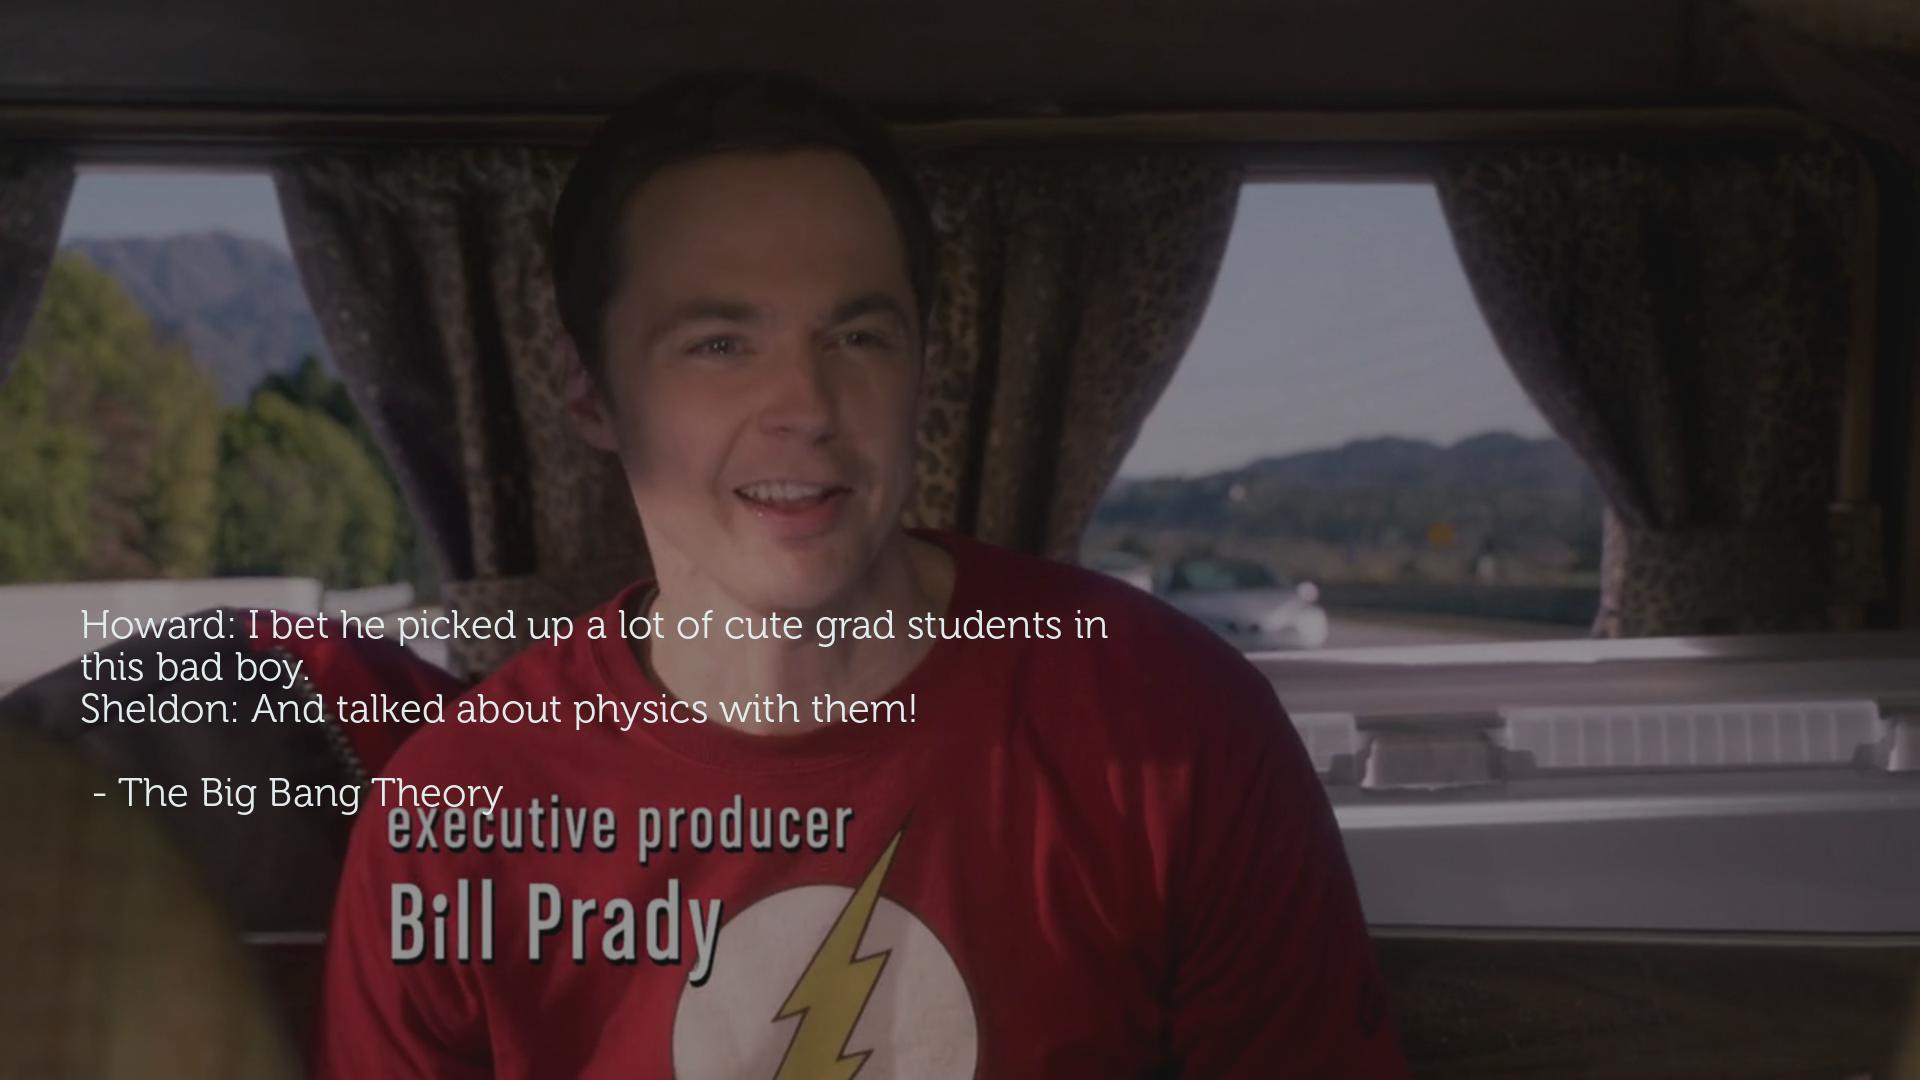 Howard: I bet he picked up a lot of cute grad students in
this bad boy.
Sheldon: And talked about physics with them!
- The Big Bang Theory
executive producer
Bill Prady